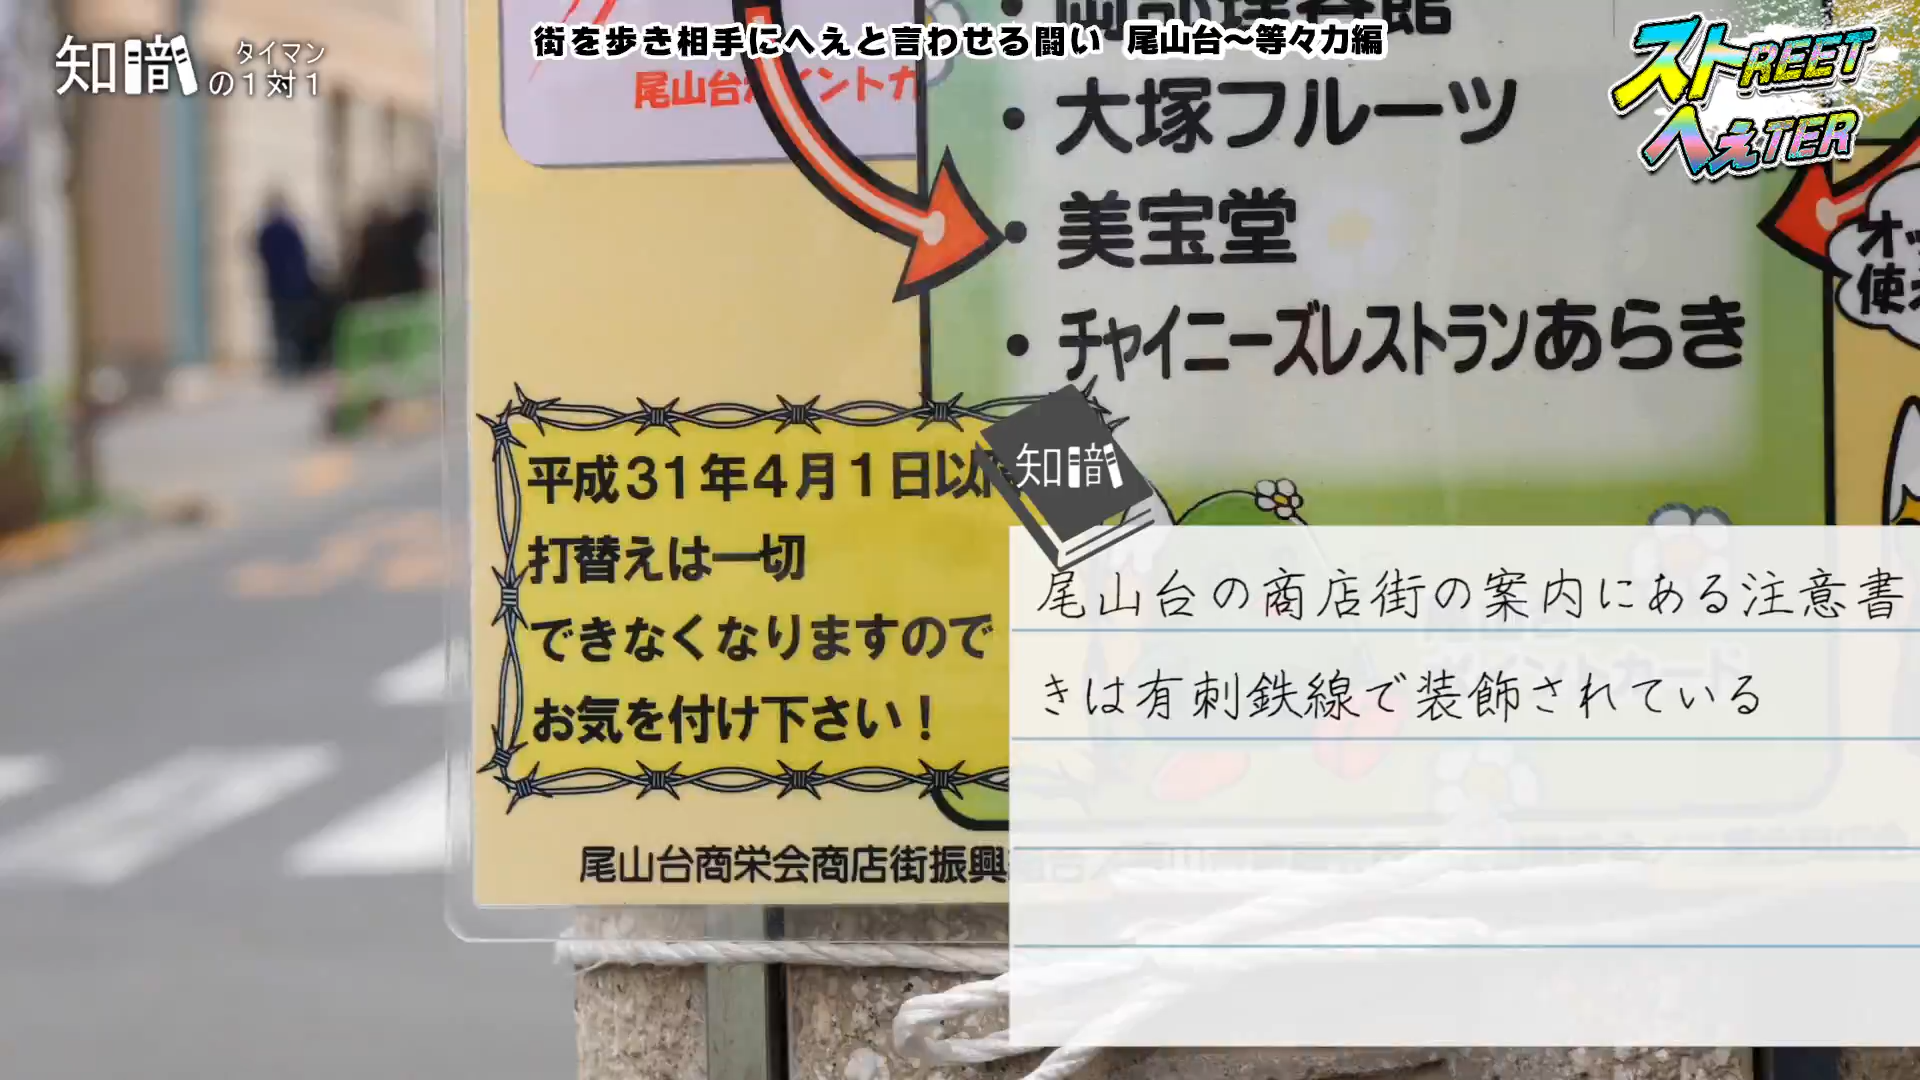 街を歩き相手にへえと言わせる闘い 尾山台〜等々力編
知暗
タイマン
の1対1
ストREET
へぇTER
大塚フルーツ
美宝堂
チャイニーズレストランあらき
平成31年4月1日以
打替えは一切
できなくなりますので
お気を付け下さい！
尾山台商栄会商店街振興
知暗
尾山台の商店街の案内にある注意書
きは有刺鉄線で装飾されている